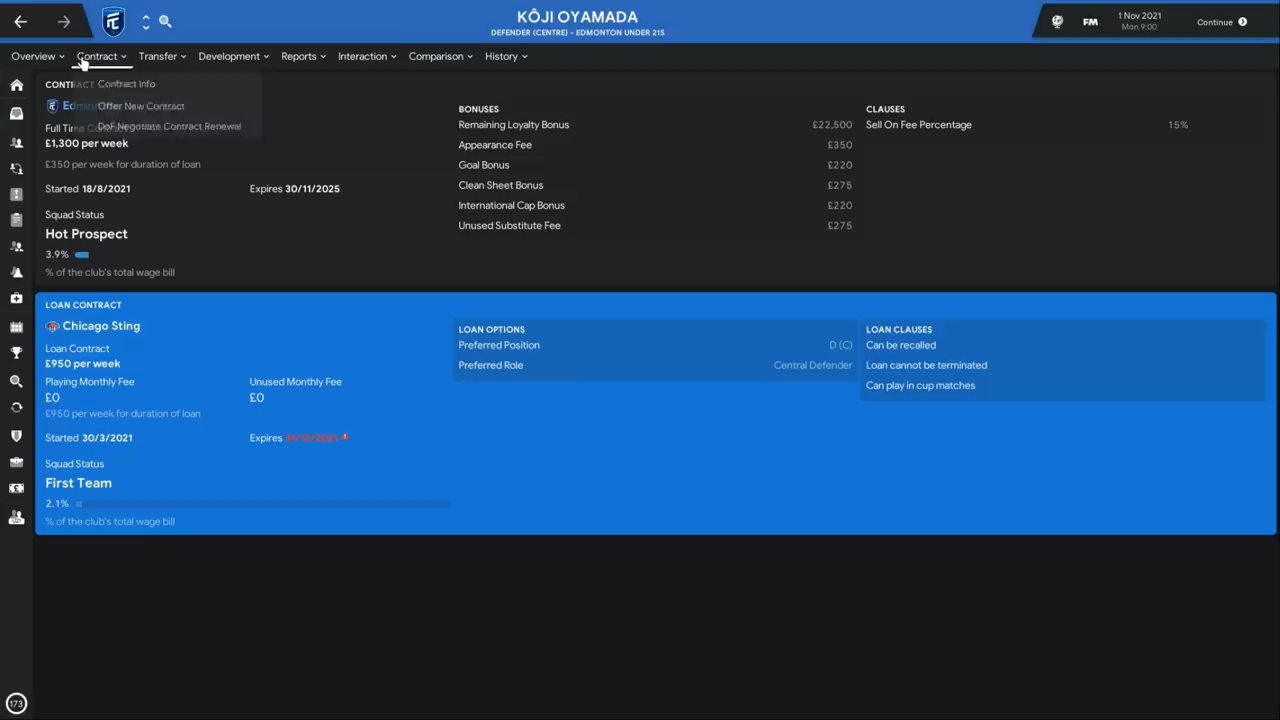 KÔJI OYAMADA
DEFENDER (CENTRE) - EDMONTON UNDER 21S
FM
1 Nov 2021
Mon 9:00
Continue
Overview
Contract
Transfer
Development
Reports
Interaction
Comparison
History
Contract Info
Offer New Contract
DoF Negotiate Contract Renewal
Full Time
£1,300 per week
£350 per week for duration of loan
Started 18/8/2021
Expires 30/11/2025
Squad Status
Hot Prospect
3.9%
% of the club's total wage bill
BONUSES
Remaining Loyalty Bonus £22,500
Appearance Fee £350
Goal Bonus £220
Clean Sheet Bonus £275
International Cap Bonus £220
Unused Substitute Fee £275
CLAUSES
Sell On Fee Percentage 15%
LOAN CONTRACT
Chicago Sting
Loan Contract
£950 per week
Playing Monthly Fee
£0
Unused Monthly Fee
£0
£950 per week for duration of loan
Started 30/3/2021
Expires 31/12/2021
Squad Status
First Team
2.1%
% of the club's total wage bill
LOAN OPTIONS
Preferred Position D (C)
Preferred Role Central Defender
LOAN CLAUSES
Can be recalled
Loan cannot be terminated
Can play in cup matches
173